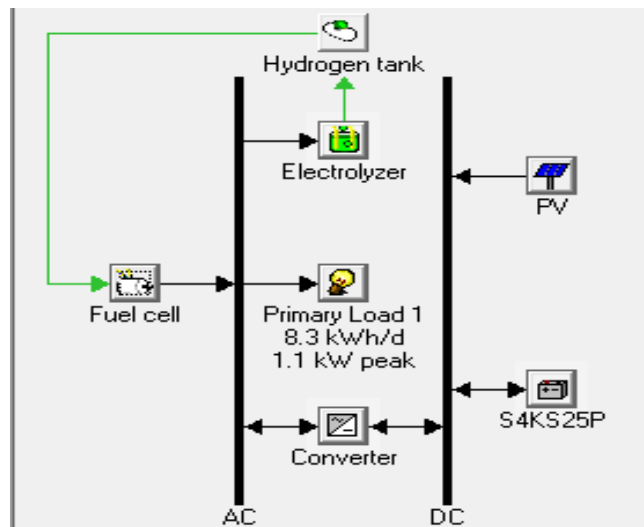 Hydrogen tank
Electrolyzer
PV
Fuel cell
Primary Load 1
8.3 kWh/d
1.1 kW peak
S4KS25P
Converter
AC
DC